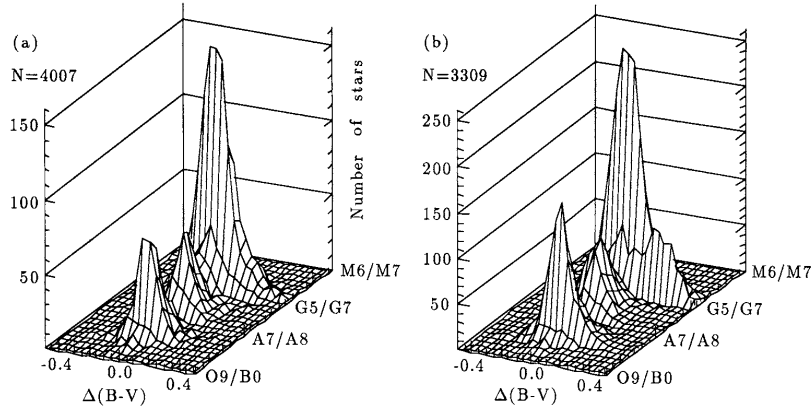 (a)
N=4007
150
100
50
-0.4
0.0
0.4
Δ(B-V)
O9/B0
A7/A8
G5/G7
M6/M7
Number of stars
(b)
N=3309
250
200
150
100
50
-0.4
0.0
0.4
Δ(B-V)
O9/B0
A7/A8
G5/G7
M6/M7